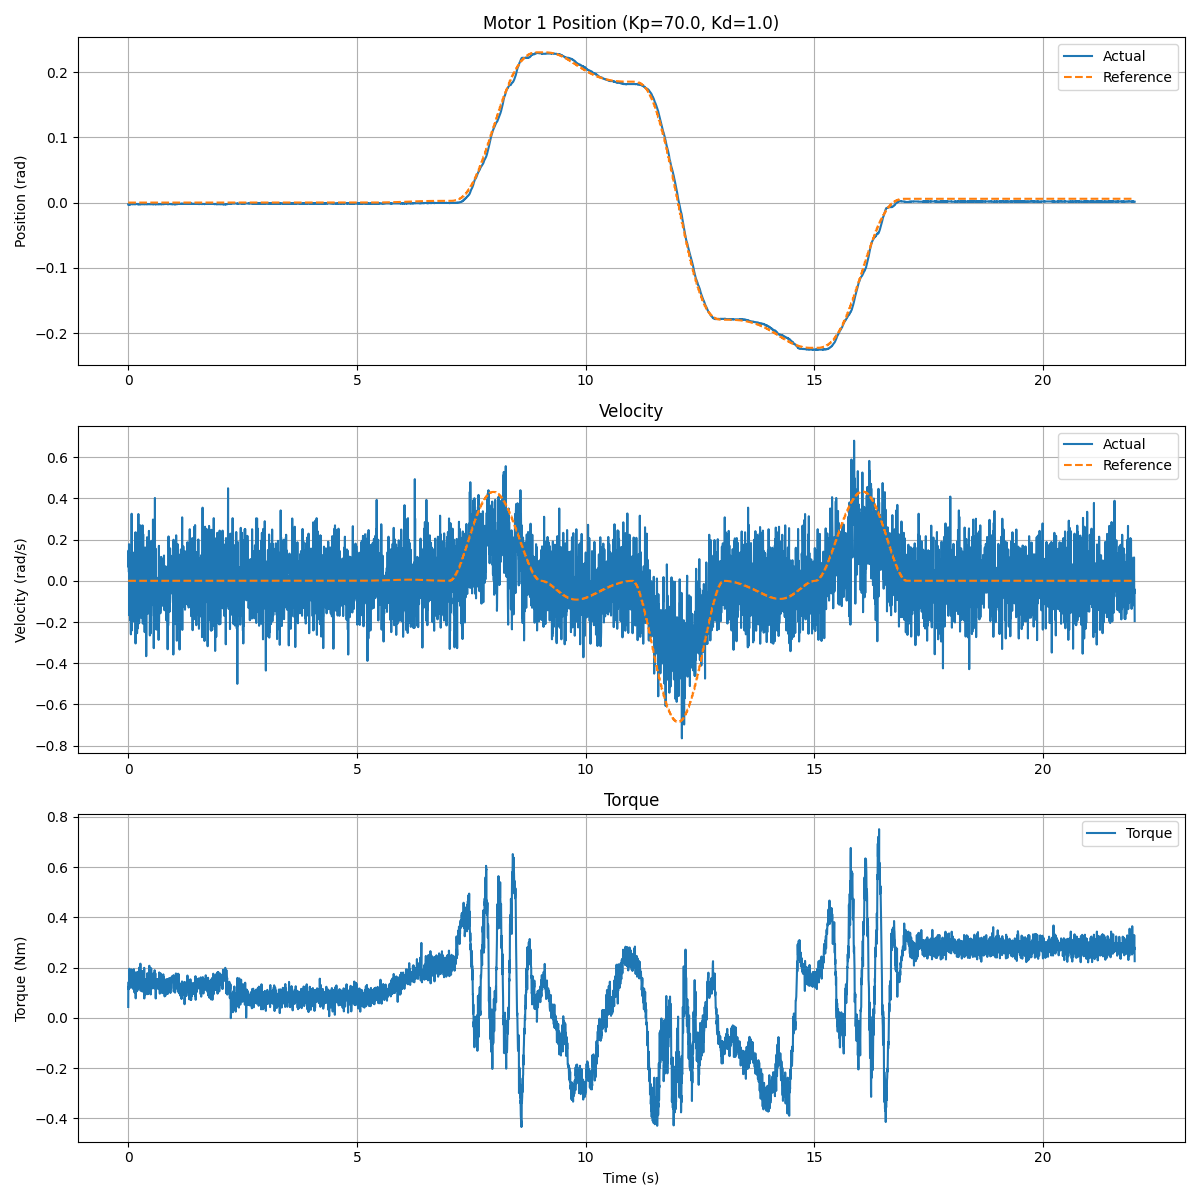 Motor 1 Position (Kp=70.0, Kd=1.0)
Actual
Reference
Position (rad)
0.2
0.1
0.0
−0.1
−0.2
0 5 10 15 20
Velocity
Actual
Reference
Velocity (rad/s)
0.6
0.4
0.2
0.0
−0.2
−0.4
−0.6
−0.8
0 5 10 15 20
Torque
Torque
Torque (Nm)
0.8
0.6
0.4
0.2
0.0
−0.2
−0.4
0 5 10 15 20
Time (s)